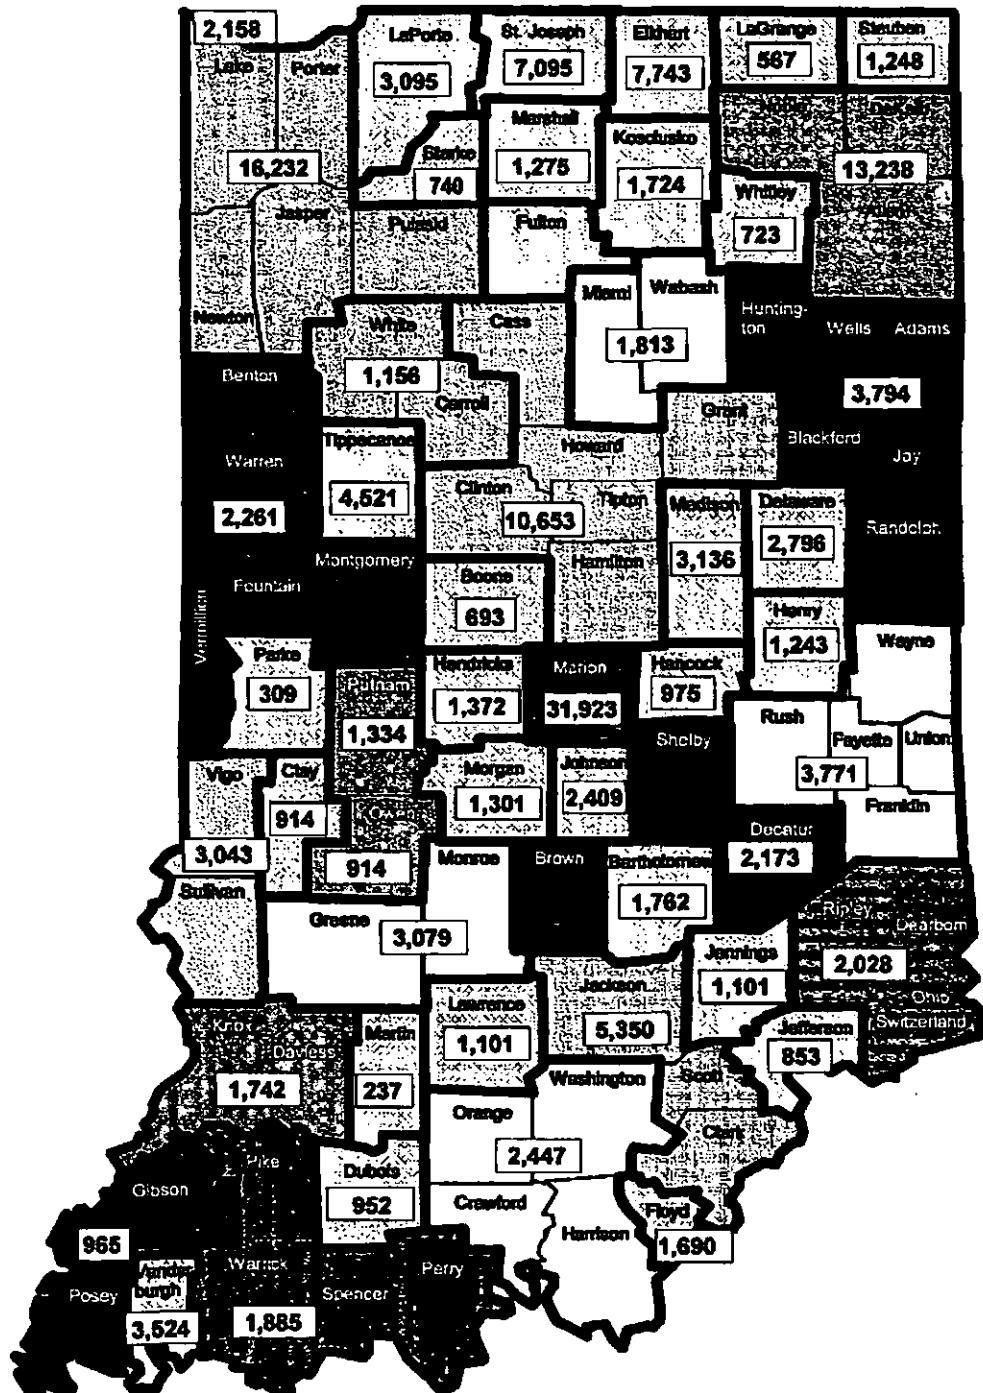 2,158
Lake
Porter
LaPorte
3,095
St. Joseph
7,095
Elkhart
7,743
LaGrange
567
Steuben
1,248
Noble
DeKalb
13,238
Allen
Marshall
1,275
Kosciusko
1,724
Whitley
723
Starke
740
16,232
Jasper
Newton
Pulaski
Fulton
Miami
Wabash
1,813
Hunting-
ton
Wells
Adams
3,794
White
1,156
Carroll
Cass
Benton
Warren
2,261
Fountain
Montgomery
Vermillion
Tippecanoe
4,521
Howard
Grant
Blackford
Jay
Randolph
Clinton
Tipton
10,653
Hamilton
Madison
3,136
Delaware
2,796
Boone
693
Henry
1,243
Wayne
Parke
309
Putnam
1,334
Hendricks
1,372
Marion
31,923
Hancock
975
Rush
Fayette
Union
3,771
Franklin
Shelby
Decatur
2,173
Vigo
3,043
Clay
914
Morgan
1,301
Johnson
2,409
Owen
914
Monroe
Brown
Bartholomew
1,762
Sullivan
Greene
3,079
Ripley
Dearborn
2,028
Ohio
Switzerland
Jennings
1,101
Jackson
5,350
Lawrence
1,101
Jefferson
853
Knox
Daviess
1,742
Martin
237
Washington
Scott
Orange
2,447
Clark
Gibson
Pike
Dubois
952
Crawford
Harrison
Floyd
1,690
965
Posey
Vander
burgh
3,524
Warrick
1,885
Spencer
Perry